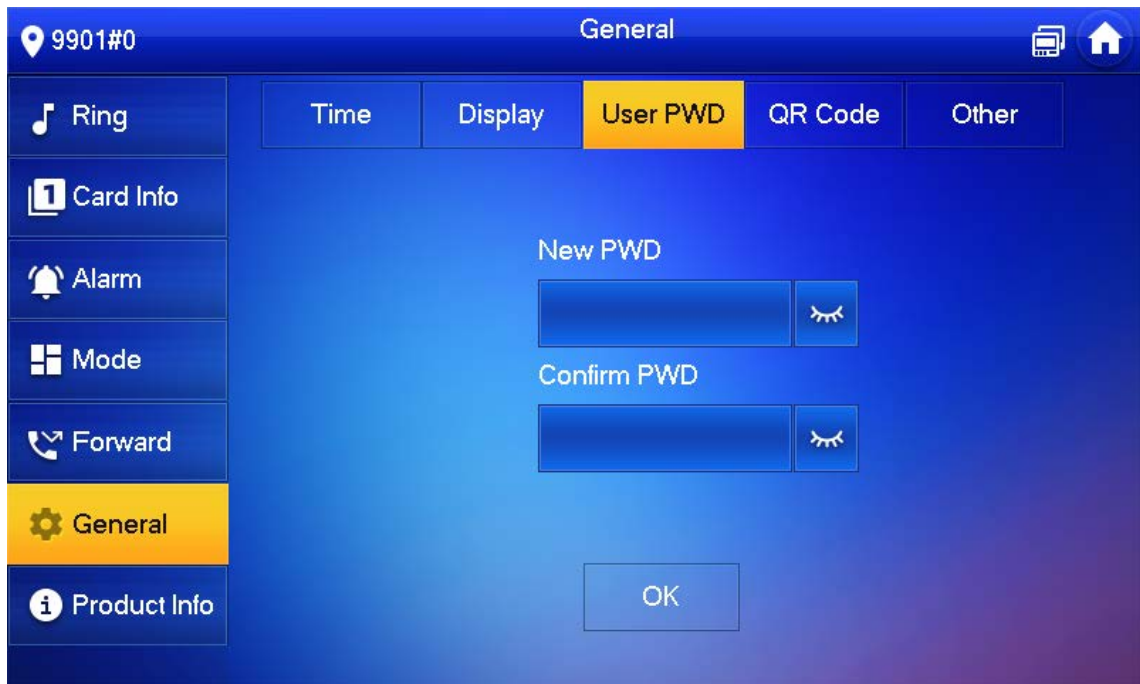 9901#0
General
Ring
Card Info
Alarm
Mode
Forward
General
Product Info
Time
Display
User PWD
QR Code
Other
New PWD
Confirm PWD
OK